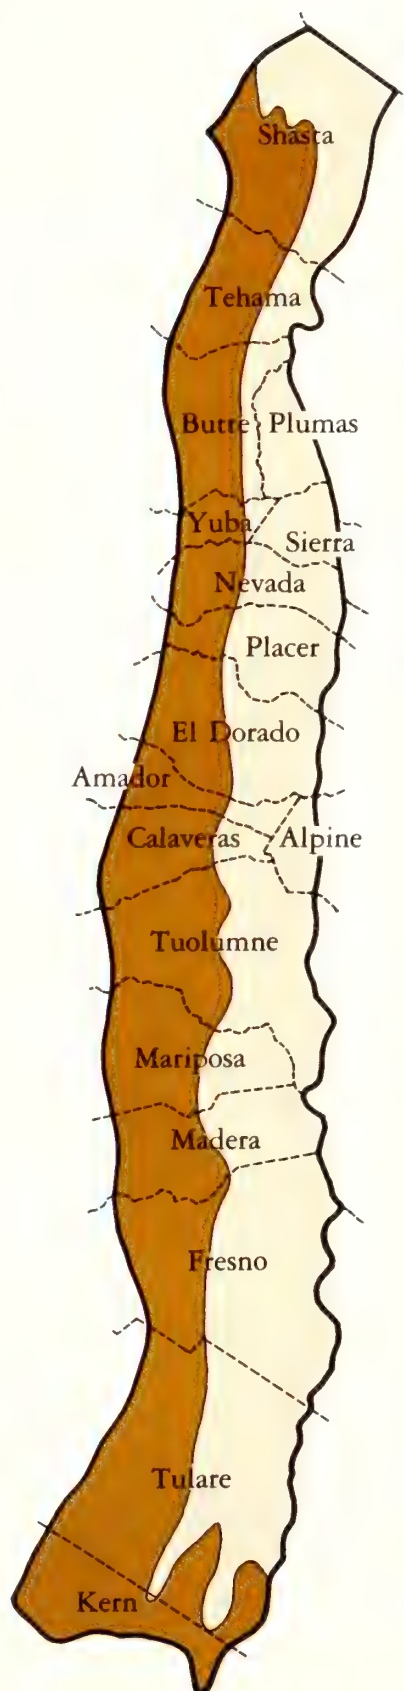 Shasta
Tehama
Butte Plumas
Yuba
Sierra
Nevada
Placer
El Dorado
Amador
Calaveras Alpine
Tuolumne
Mariposa
Madera
Fresno
Tulare
Kern